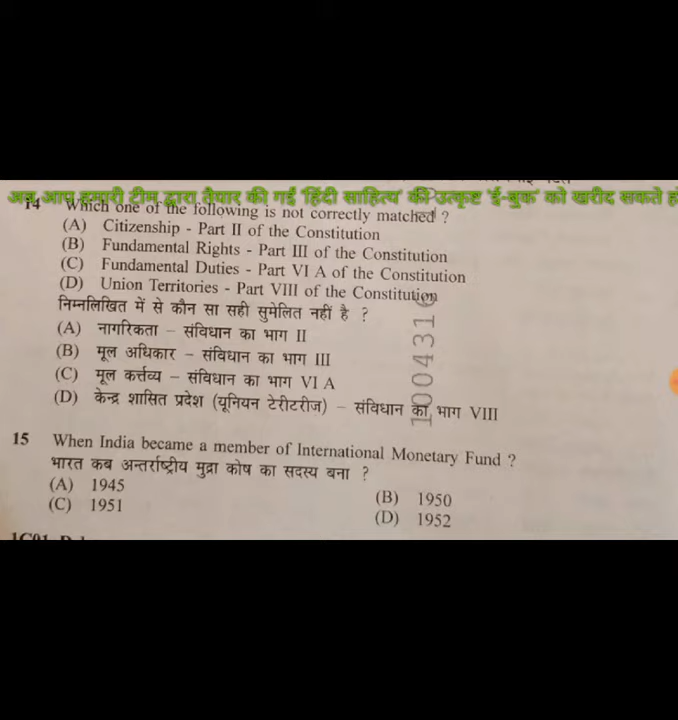 अब आप हमारी टीम द्वारा तैयार की गई 'हिंदी साहित्य' की उत्कृष्ट 'ई-बुक' को खरीद सकते हो
14 Which one of the following is not correctly matched ?
(A) Citizenship - Part II of the Constitution
(B) Fundamental Rights - Part III of the Constitution
(C) Fundamental Duties - Part VI A of the Constitution
(D) Union Territories - Part VIII of the Constitution
निम्नलिखित में से कौन सा सही सुमेलित नहीं है ?
(A) नागरिकता – संविधान का भाग II
(B) मूल अधिकार – संविधान का भाग III
(C) मूल कर्त्तव्य – संविधान का भाग VI A
(D) केन्द्र शासित प्रदेश (यूनियन टेरीटरीज) – संविधान का भाग VIII
1004316
15 When India became a member of International Monetary Fund ?
भारत कब अन्तर्राष्ट्रीय मुद्रा कोष का सदस्य बना ?
(A) 1945
(B) 1950
(C) 1951
(D) 1952